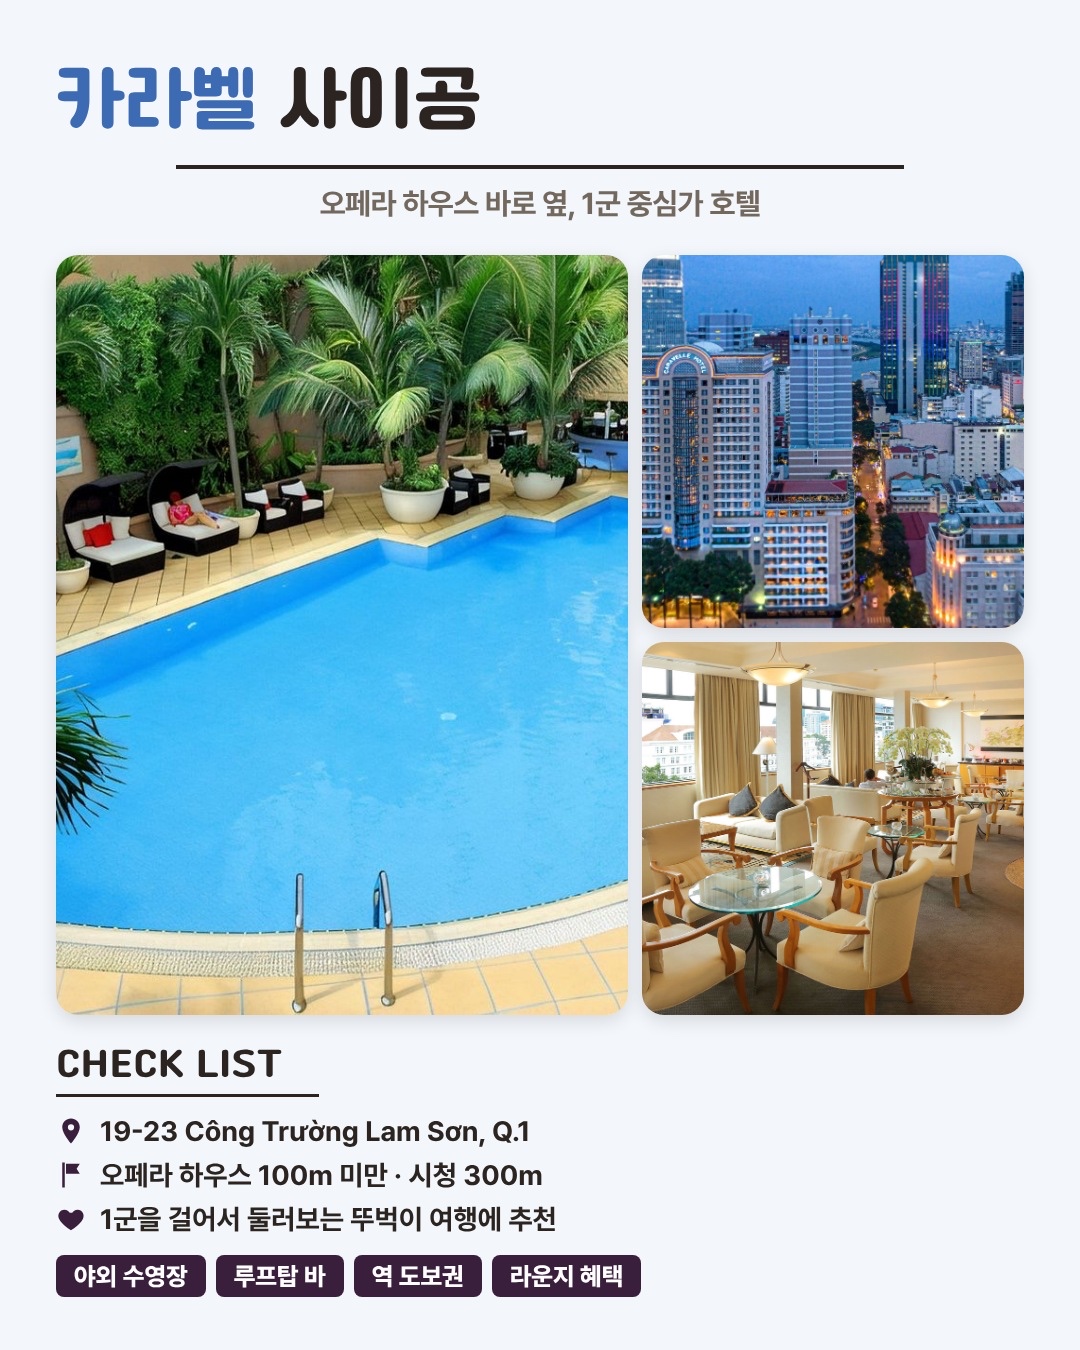 카라벨 사이공
오페라 하우스 바로 옆, 1군 중심가 호텔
CARAVELLE HOTEL
CHECK LIST
19-23 Công Trường Lam Sơn, Q.1
오페라 하우스 100m 미만 · 시청 300m
1군을 걸어서 둘러보는 뚜벅이 여행에 추천
야외 수영장 루프탑 바 역 도보권 라운지 혜택